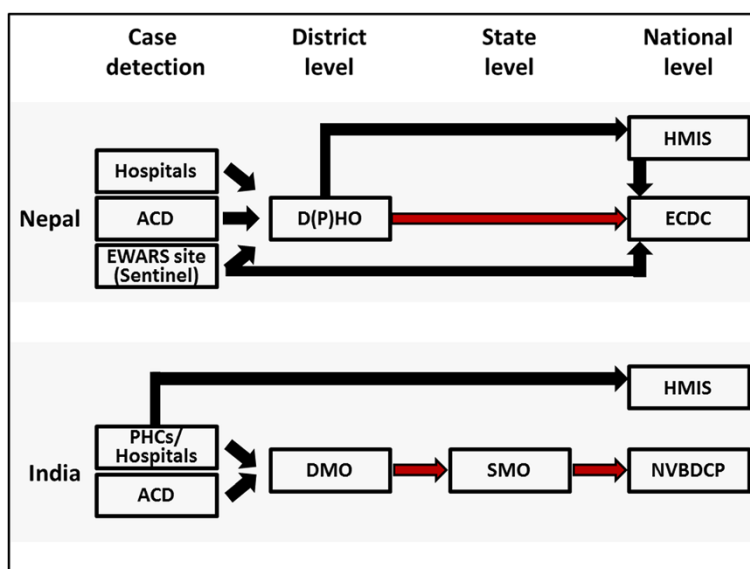 Case detection
District level
State level
National level
Nepal
Hospitals
ACD
EWARS site
(Sentinel)
D(P)HO
HMIS
ECDC
India
PHCs/
Hospitals
ACD
DMO
SMO
HMIS
NVBDCP